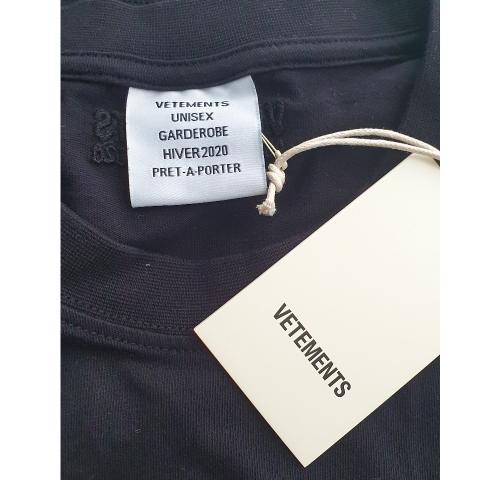 VETEMENTS
UNISEX
GARDEROBE
HIVER 2020
PRET-A-PORTER
VETEMENTS